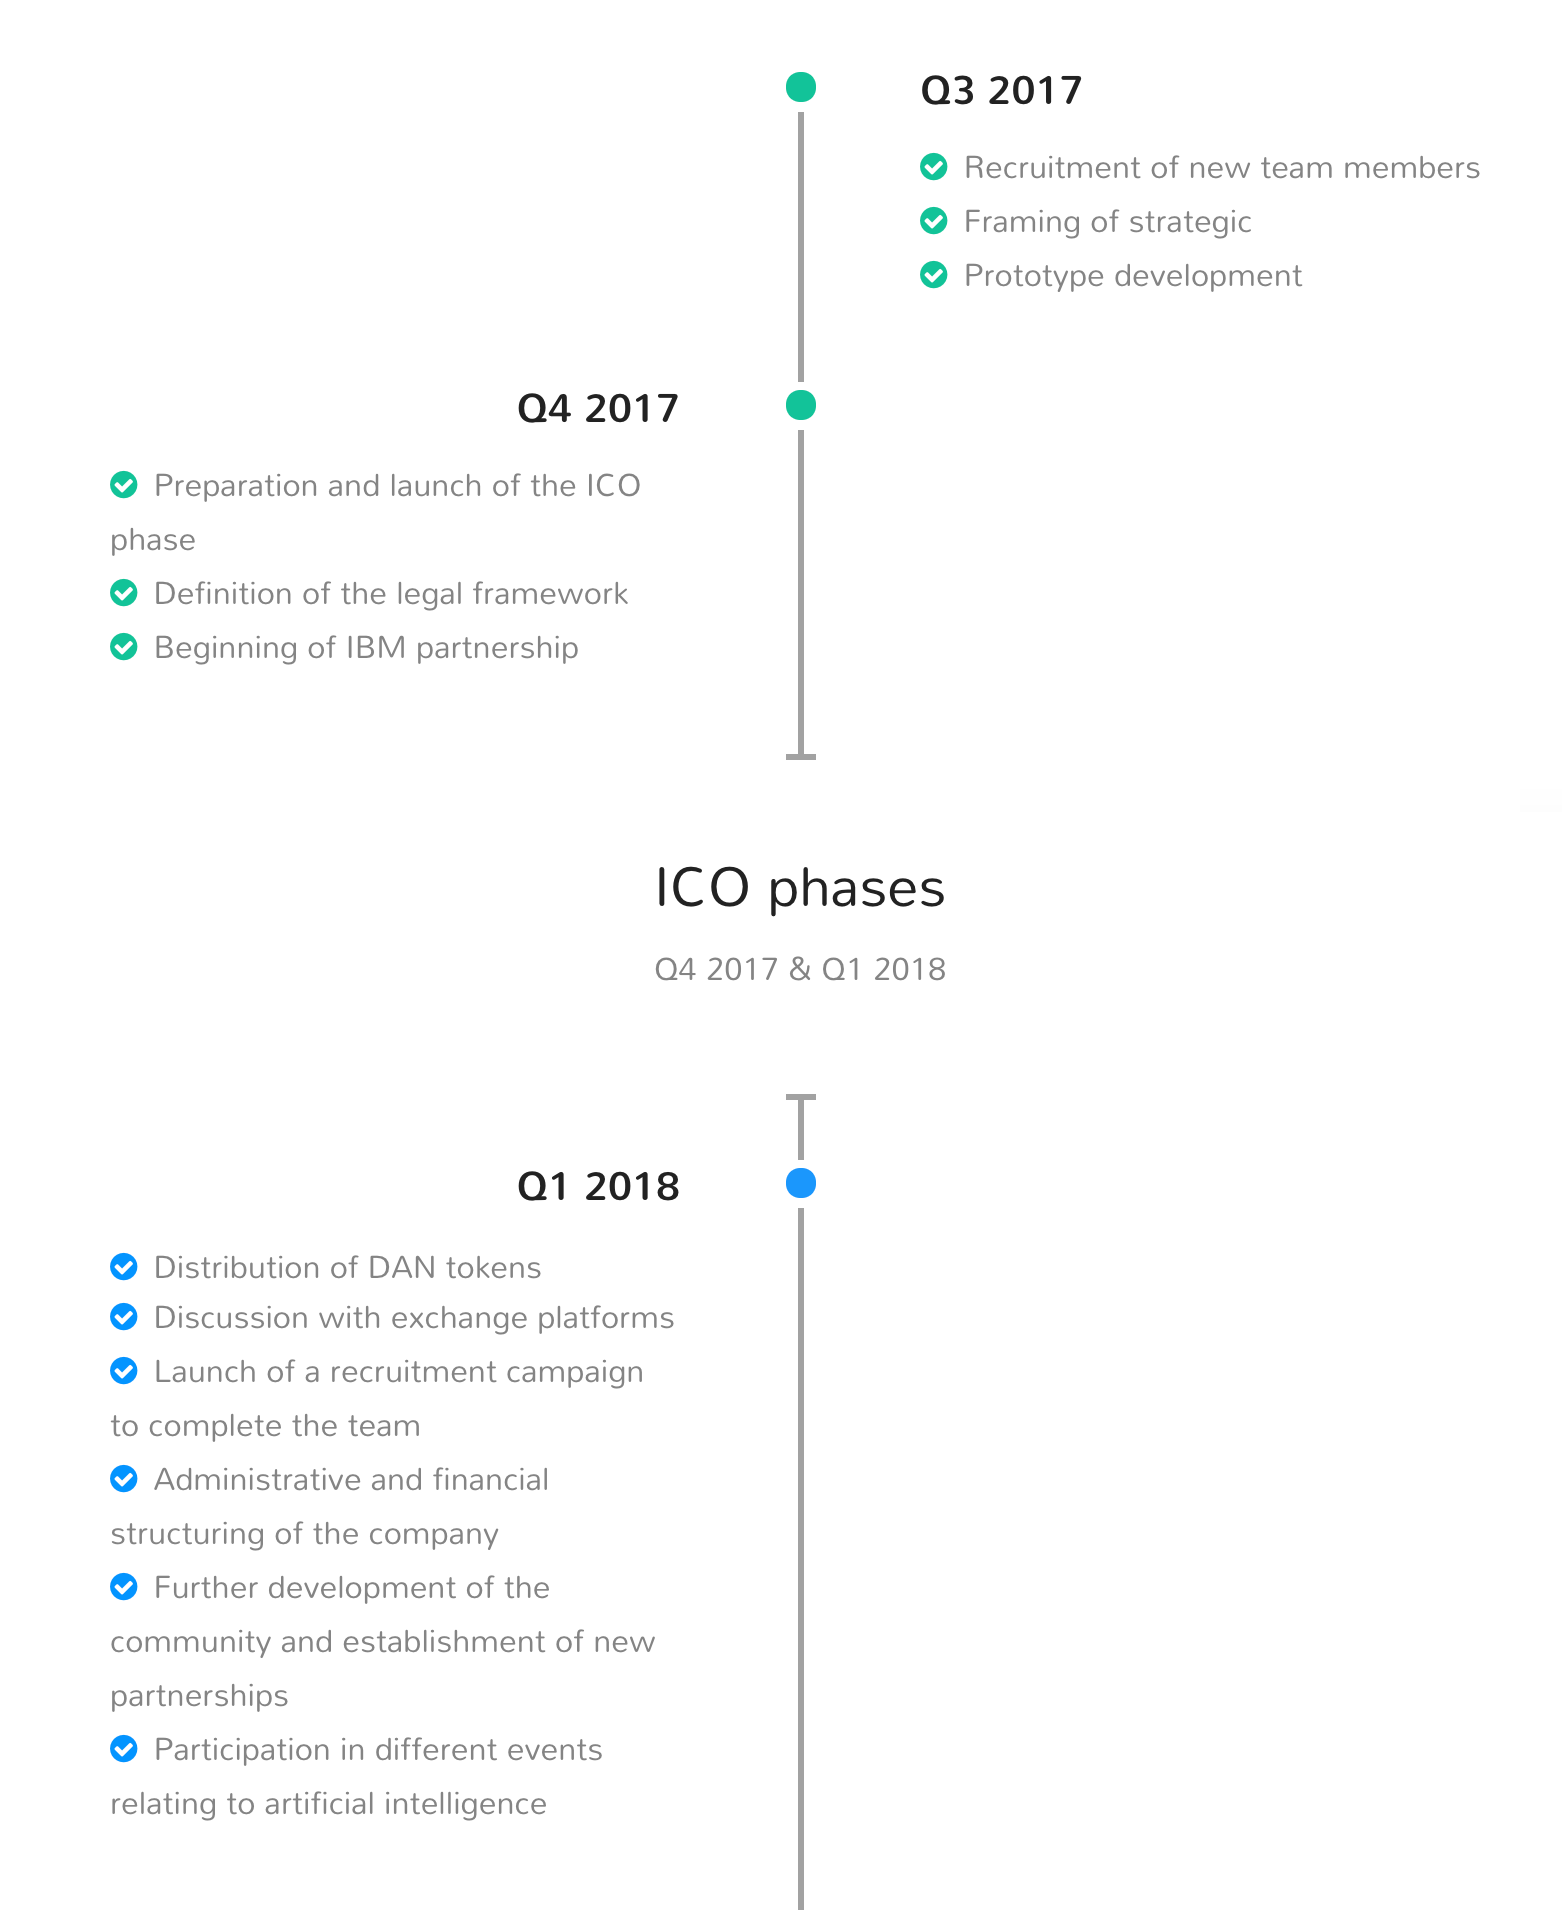 Q3 2017
Recruitment of new team members
Framing of strategic
Prototype development
Q4 2017
Preparation and launch of the ICO
phase
Definition of the legal framework
Beginning of IBM partnership
ICO phases
Q4 2017 & Q1 2018
Q1 2018
Distribution of DAN tokens
Discussion with exchange platforms
Launch of a recruitment campaign
to complete the team
Administrative and financial
structuring of the company
Further development of the
community and establishment of new
partnerships
Participation in different events
relating to artificial intelligence